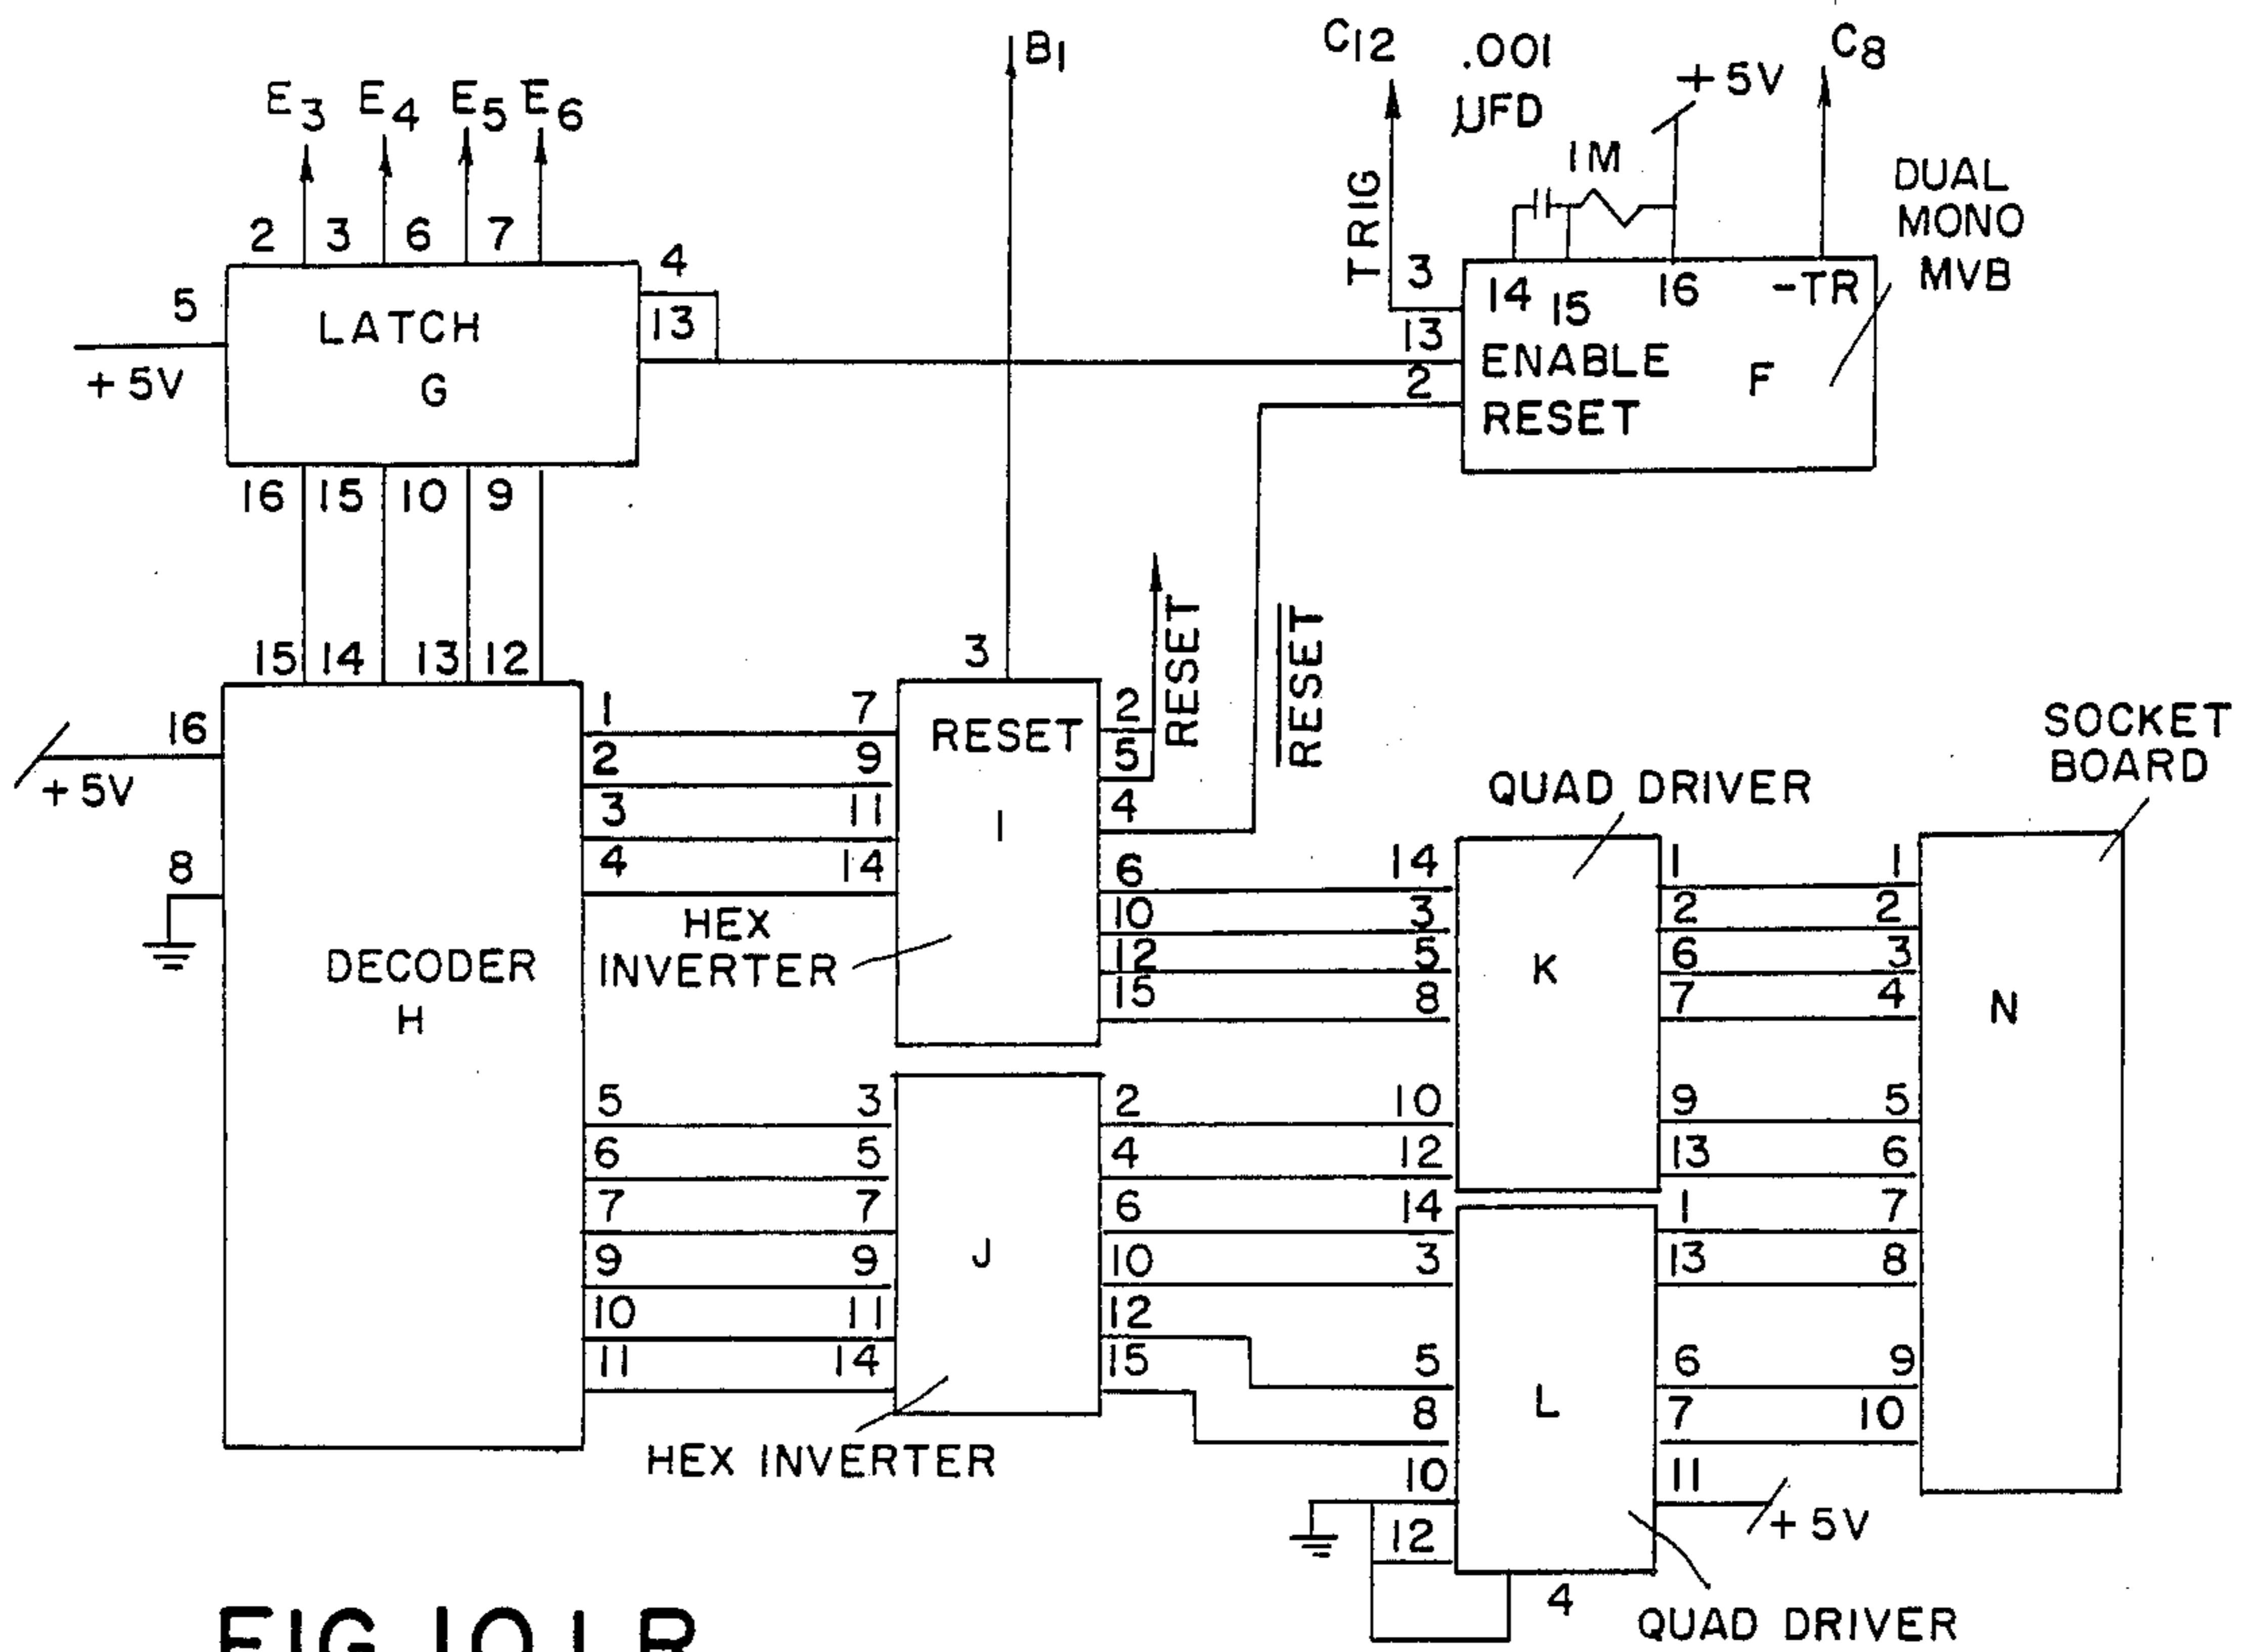 B1
C12
.001
µFD
+5V
C8
E3 E4 E5 E6
1M
TRIG
DUAL
MONO
MVB
2 3 6 7
4
13
5
+5V
LATCH
G
3
13
2
14 15 16 -TR
ENABLE
RESET
F
16 15 10 9
15 14 13 12
3
RESET
RESET
16
+5V
8
DECODER
H
1 7
2 9
3 11
4 14
RESET
I
2
5
4
HEX
INVERTER
6 14
10 3
12 5
15 8
QUAD DRIVER
K
SOCKET
BOARD
1 1
2 2
6 3
7 4
N
5 3
6 5
7 7
9 9
10 11
11 14
J
2 10
4 12
6 14
10 3
12 5
15 8
HEX INVERTER
9 5
13 6
1 7
13 8
6 9
7 10
L
10
12
4
11
+5V
QUAD DRIVER